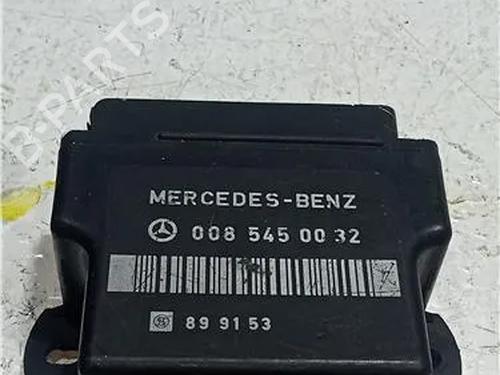 B-PARTS
MERCEDES-BENZ
008 545 00 32
89 91 53